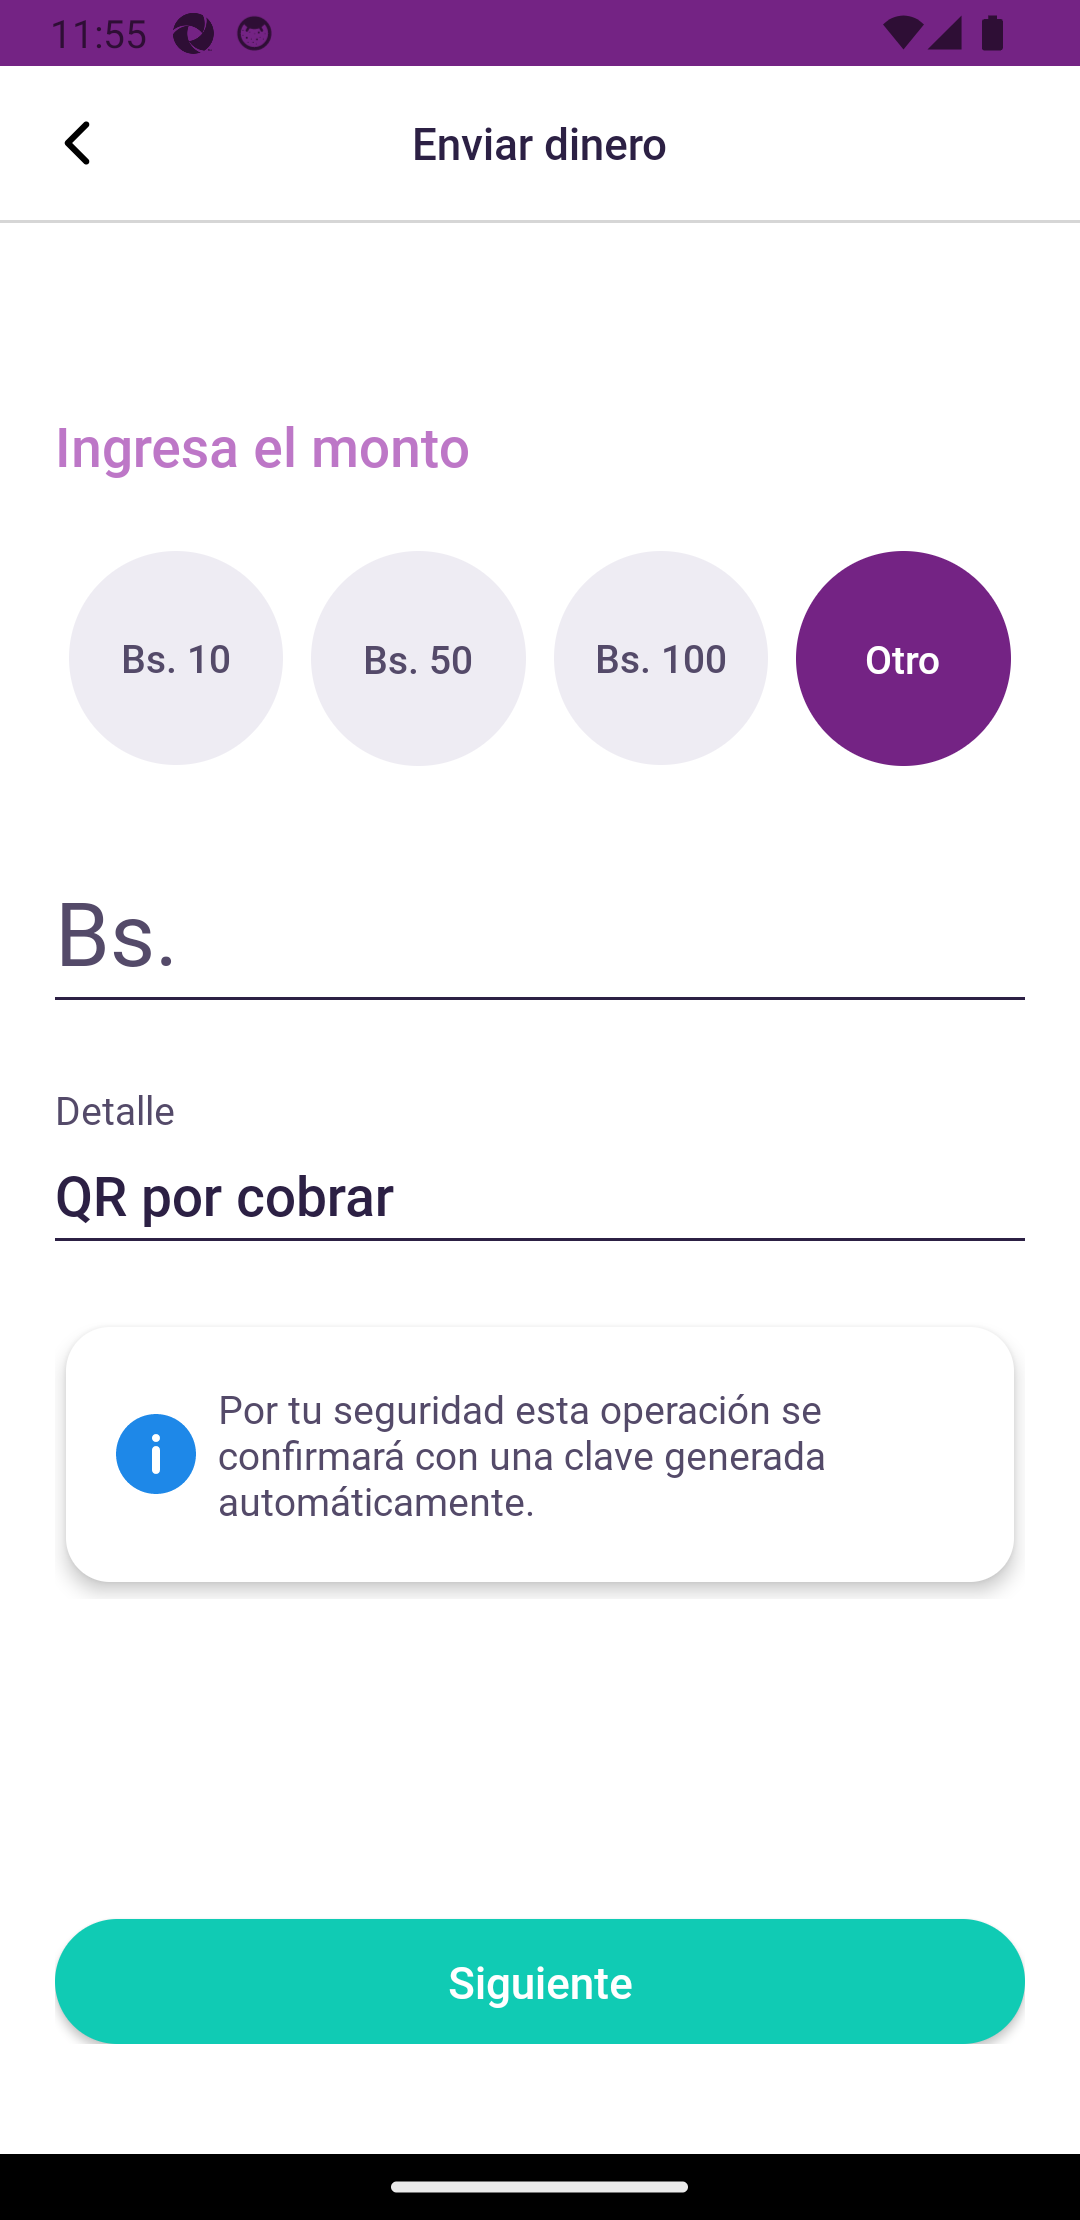 11:55
Enviar dinero
Ingresa el monto
Bs. 10
Bs. 50
Bs. 100
Otro
Bs.
Detalle
QR por cobrar
Por tu seguridad esta operación se
confirmará con una clave generada
automáticamente.
Siguiente